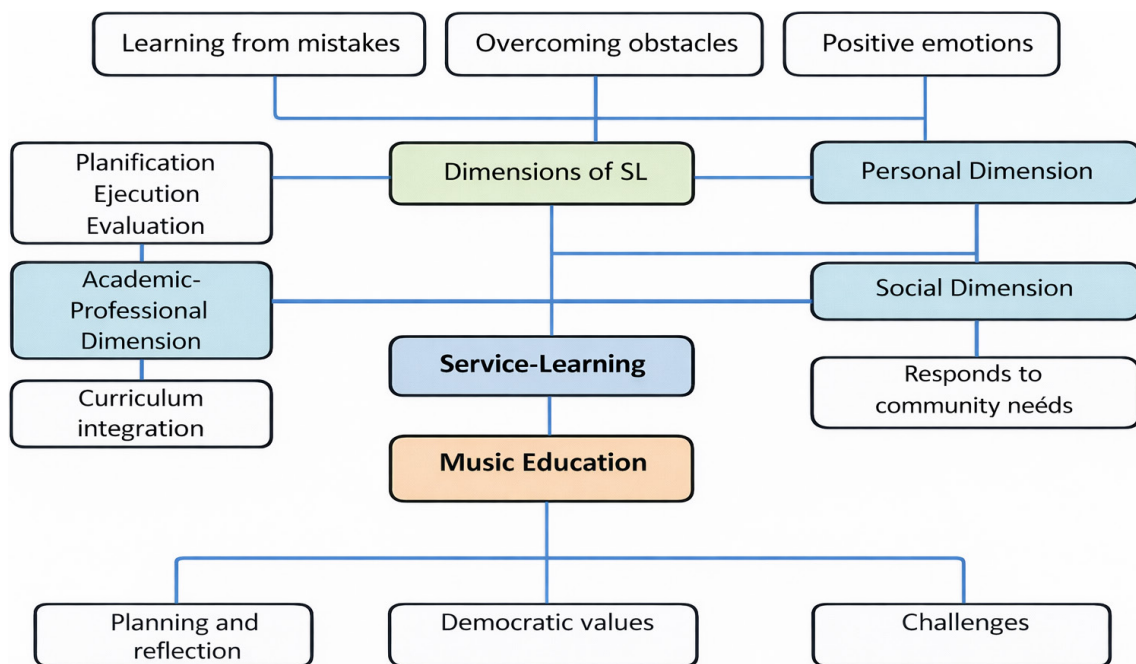 Learning from mistakes
Overcoming obstacles
Positive emotions
Planification
Ejecution
Evaluation
Dimensions of SL
Personal Dimension
Academic-
Professional
Dimension
Social Dimension
Service-Learning
Curriculum
integration
Responds to
community neéds
Music Education
Planning and
reflection
Democratic values
Challenges